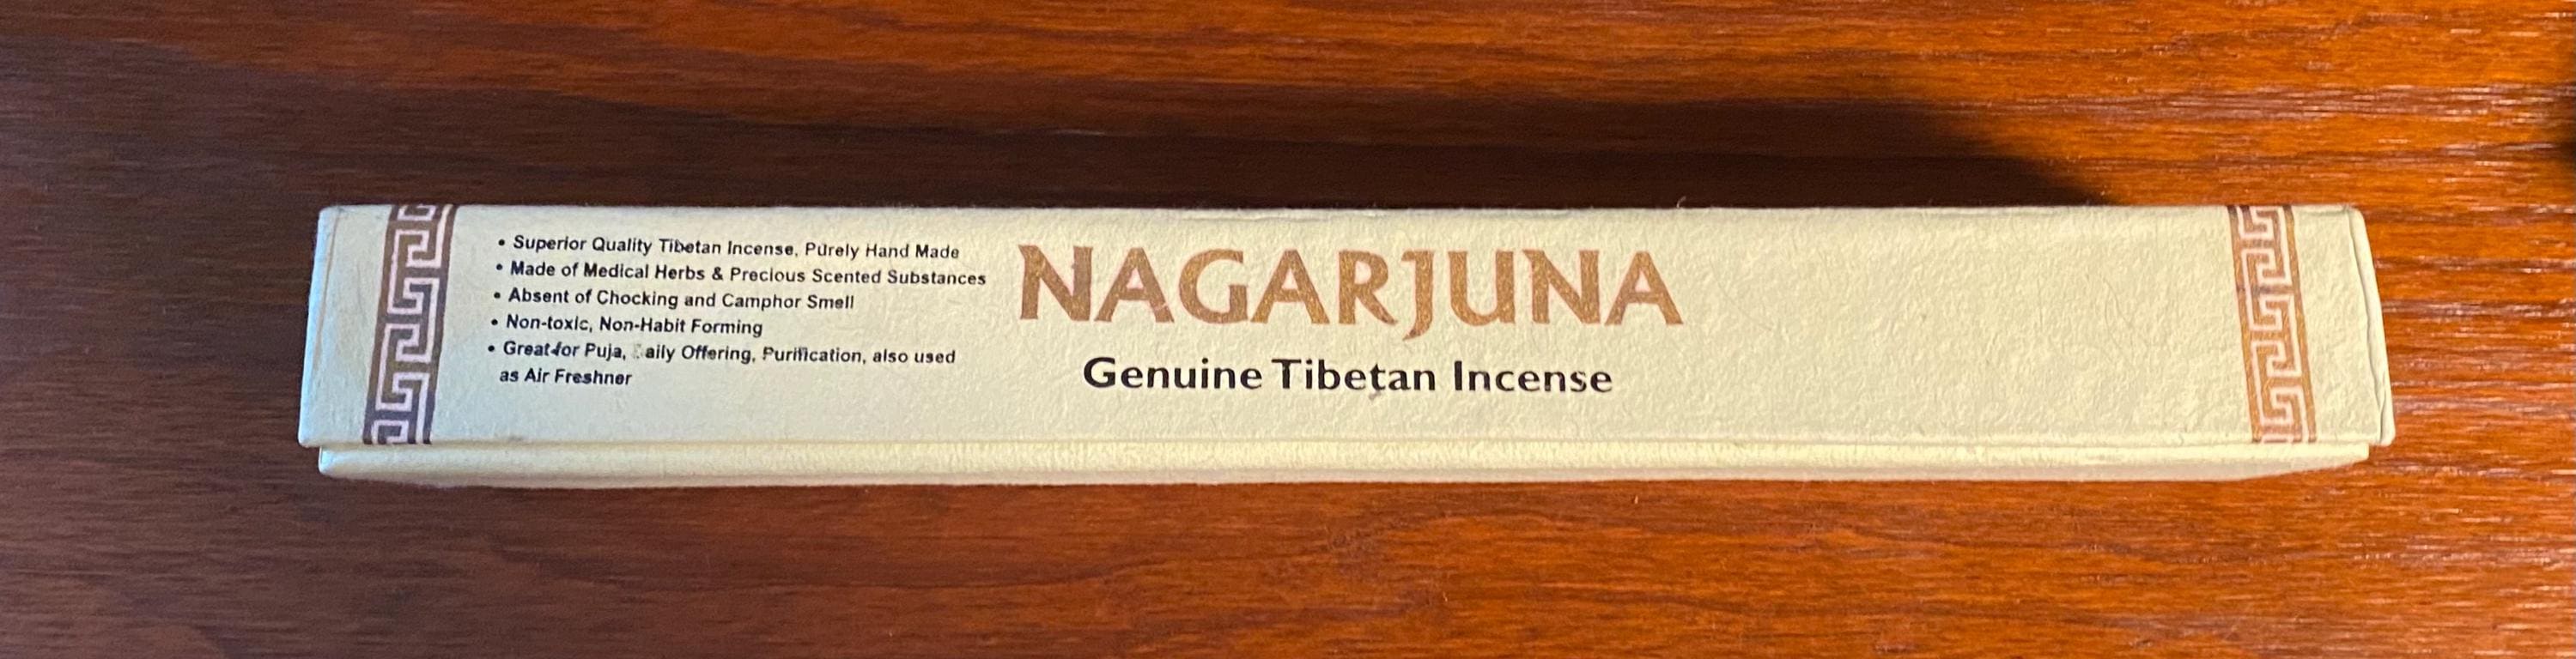 • Superior Quality Tibetan Incense, Purely Hand Made
• Made of Medical Herbs & Precious Scented Substances
• Absent of Chocking and Camphor Smell
• Non-toxic, Non-Habit Forming
• Great for Puja, aily Offering, Purification, also used
as Air Freshner
NAGARJUNA
Genuine Tibetan Incense